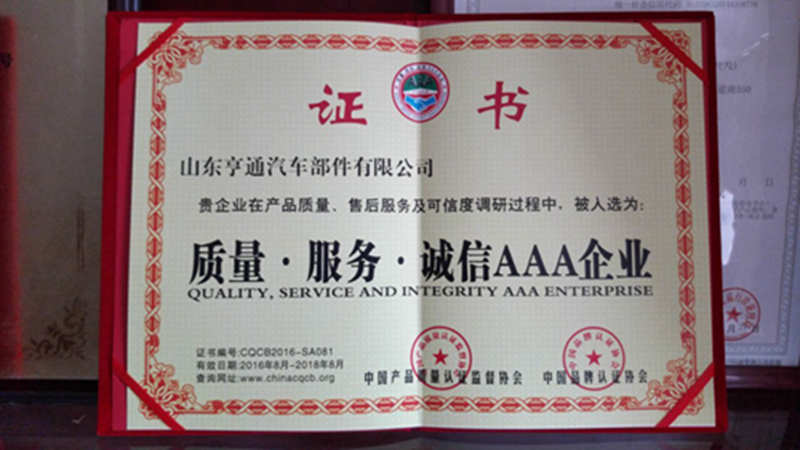 证 书
山东亨通汽车部件有限公司
贵企业在产品质量、售后服务及可信度调研过程中，被人选为：
质量·服务·诚信AAA企业
QUALITY, SERVICE AND INTEGRITY AAA ENTERPRISE
证书编号:CQCB2016-SA081
有效日期:2016年8月-2018年8月
查询网址:www.chinacqcb.org
中国产品质量认证监督协会
中国品牌认证协会